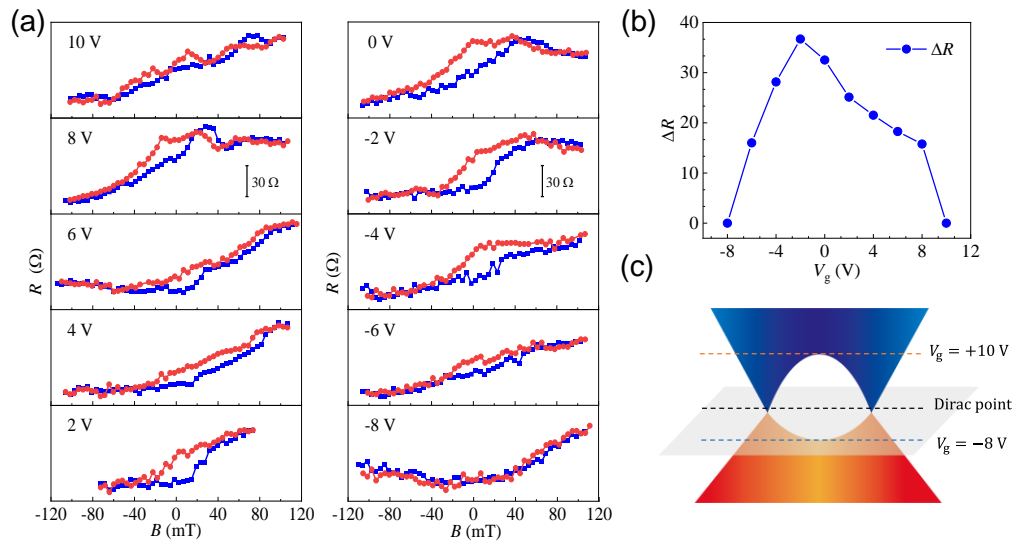 (a)
10 V
8 V
30 Ω
6 V
4 V
2 V
R (Ω)
-120 -80 -40 0 40 80 120
B (mT)
0 V
-2 V
30 Ω
-4 V
-6 V
-8 V
R (Ω)
-120 -80 -40 0 40 80 120
B (mT)
(b)
40
30
20
10
0
ΔR
ΔR
-8 -4 0 4 8 12
Vg (V)
(c)
Vg = +10 V
Dirac point
Vg = −8 V